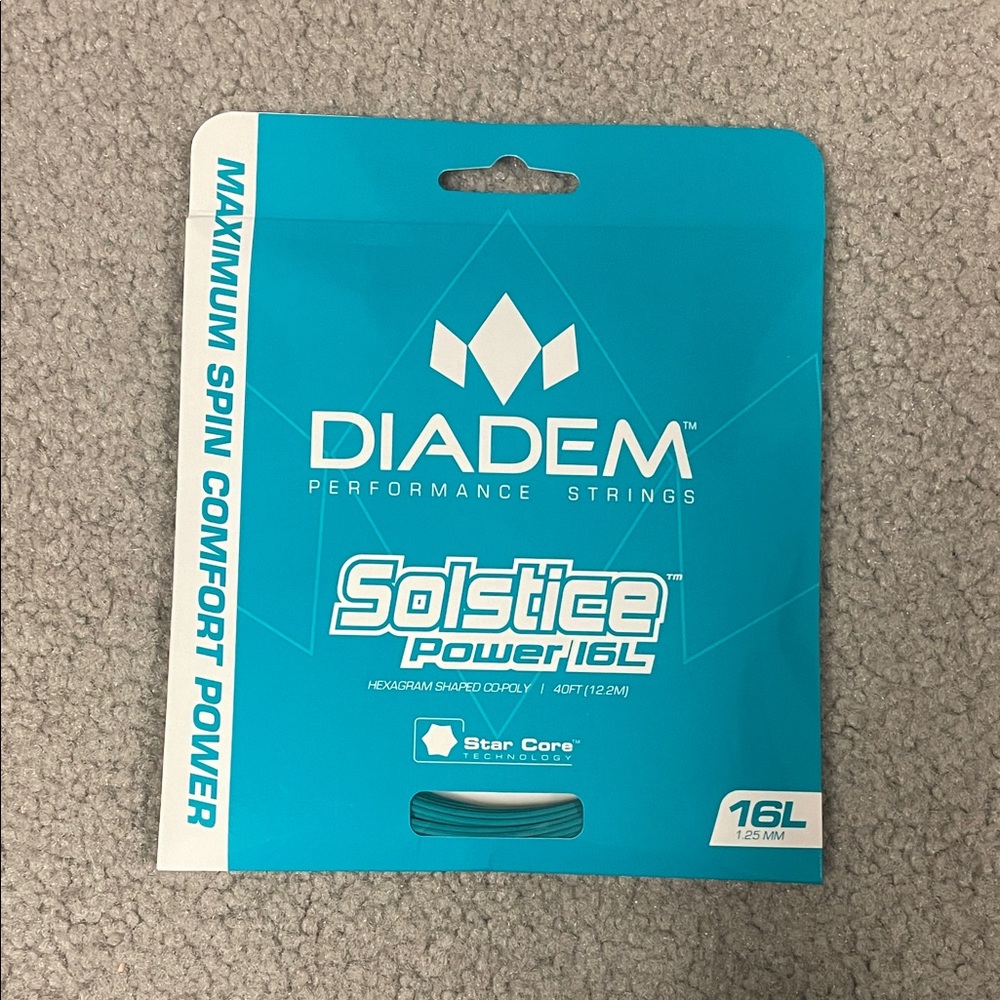 MAXIMUM SPIN COMFORT POWER
DIADEM™
PERFORMANCE STRINGS
Solstice™
Power 16L
HEXAGRAM SHAPED CO-POLY | 40FT (12.2M)
Star Core™
TECHNOLOGY
16L
1.25 MM